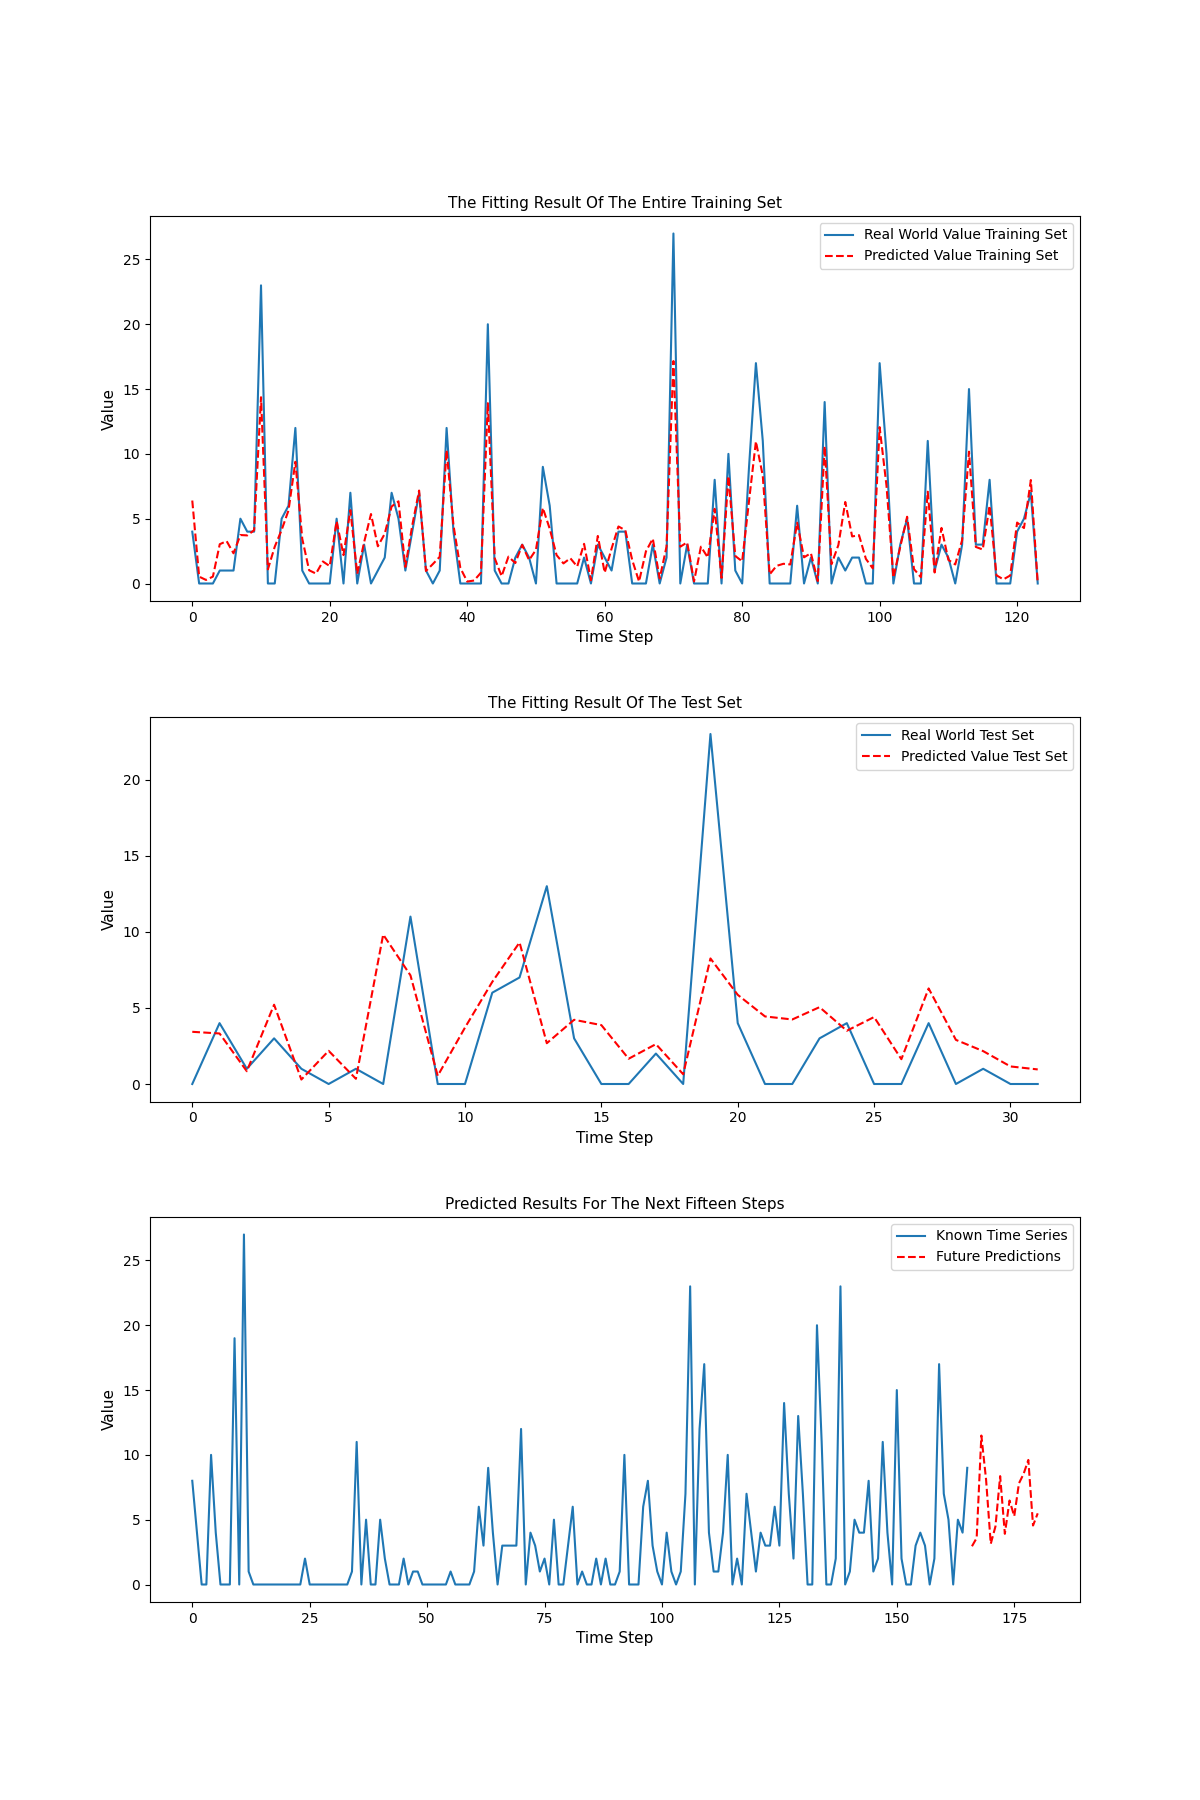 The Fitting Result Of The Entire Training Set
Real World Value Training Set
Predicted Value Training Set
Value
25
20
15
10
5
0
0 20 40 60 80 100 120
Time Step
The Fitting Result Of The Test Set
Real World Test Set
Predicted Value Test Set
Value
20
15
10
5
0
0 5 10 15 20 25 30
Time Step
Predicted Results For The Next Fifteen Steps
Known Time Series
Future Predictions
Value
25
20
15
10
5
0
0 25 50 75 100 125 150 175
Time Step